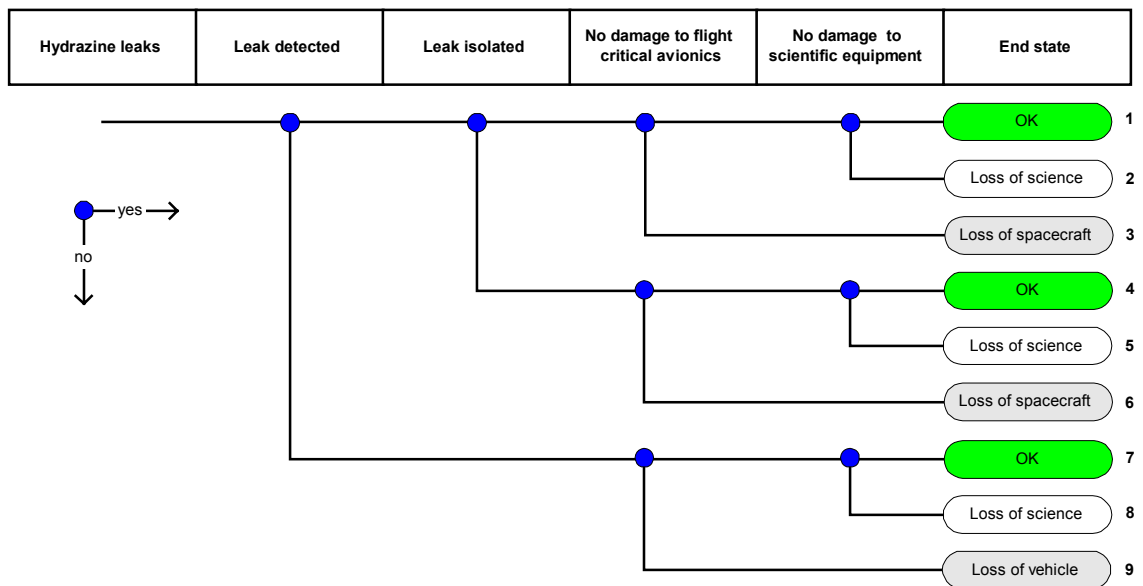 Hydrazine leaks
Leak detected
Leak isolated
No damage to flight
critical avionics
No damage to
scientific equipment
End state
OK
1
Loss of science
2
yes
Loss of spacecraft
3
no
OK
4
Loss of science
5
Loss of spacecraft
6
OK
7
Loss of science
8
Loss of vehicle
9